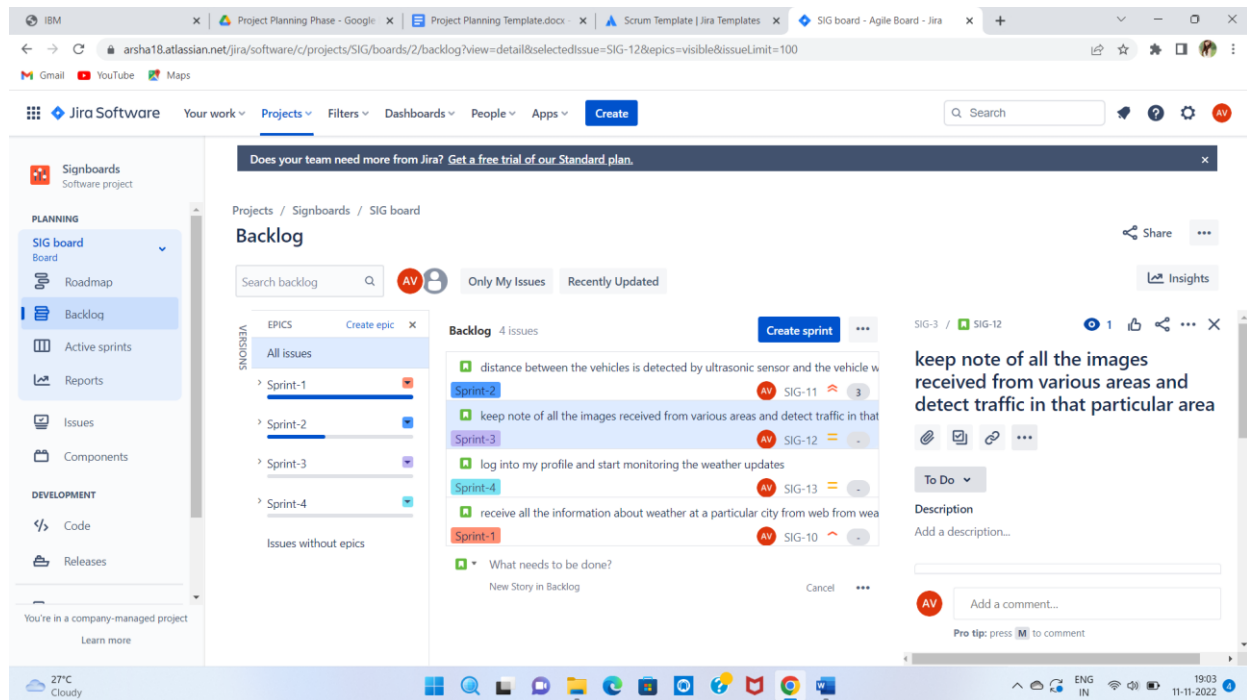 IBM
Project Planning Phase - Google
Project Planning Template.docx
Scrum Template | Jira Templates
SIG board - Agile Board - Jira
arsha18.atlassian.net/jira/software/c/projects/SIG/boards/2/backlog?view=detail&selectedIssue=SIG-12&epics=visible&issueLimit=100
Gmail YouTube Maps
Jira Software Your work Projects Filters Dashboards People Apps Create Search AV
Does your team need more from Jira? Get a free trial of our Standard plan.
Signboards
Software project
PLANNING
SIG board
Board
Roadmap
Backlog
Active sprints
Reports
Issues
Components
DEVELOPMENT
Code
Releases
You're in a company-managed project
Learn more
Projects / Signboards / SIG board
Backlog
Share
Search backlog AV Only My Issues Recently Updated Insights
VERSIONS
EPICS Create epic
All issues
Sprint-1
Sprint-2
Sprint-3
Sprint-4
Issues without epics
Backlog 4 issues Create sprint
distance between the vehicles is detected by ultrasonic sensor and the vehicle w
Sprint-2 AV SIG-11 3
keep note of all the images received from various areas and detect traffic in that
Sprint-3 AV SIG-12 -
log into my profile and start monitoring the weather updates
Sprint-4 AV SIG-13 -
receive all the information about weather at a particular city from web from wea
Sprint-1 AV SIG-10 -
What needs to be done?
New Story in Backlog Cancel
SIG-3 / SIG-12 1
keep note of all the images
received from various areas and
detect traffic in that particular area
To Do
Description
Add a description...
AV Add a comment...
Pro tip: press M to comment
27°C
Cloudy
ENG
IN
19:03
11-11-2022
4